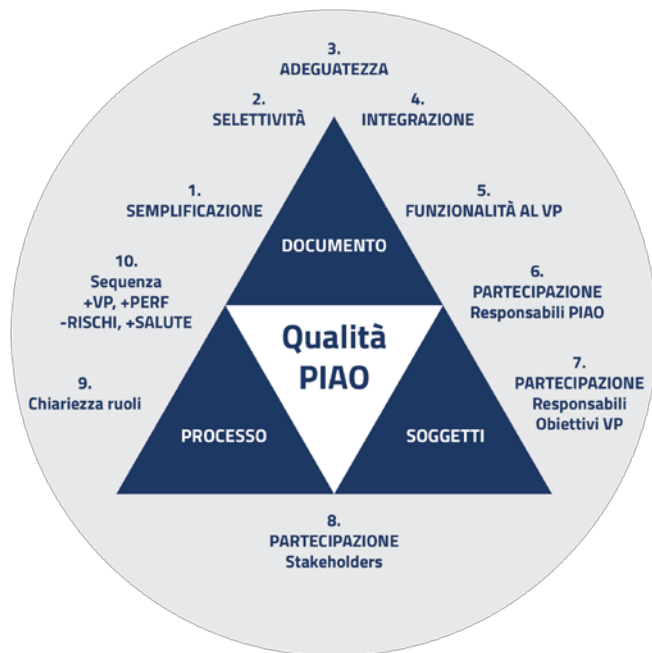 3.
ADEGUATEZZA
2.
SELETTIVITÀ
4.
INTEGRAZIONE
1.
SEMPLIFICAZIONE
5.
FUNZIONALITÀ AL VP
DOCUMENTO
10.
Sequenza
+VP, +PERF
-RISCHI, +SALUTE
6.
PARTECIPAZIONE
Responsabili PIAO
Qualità
PIAO
9.
Chiariezza ruoli
7.
PARTECIPAZIONE
Responsabili
Obiettivi VP
PROCESSO
SOGGETTI
8.
PARTECIPAZIONE
Stakeholders